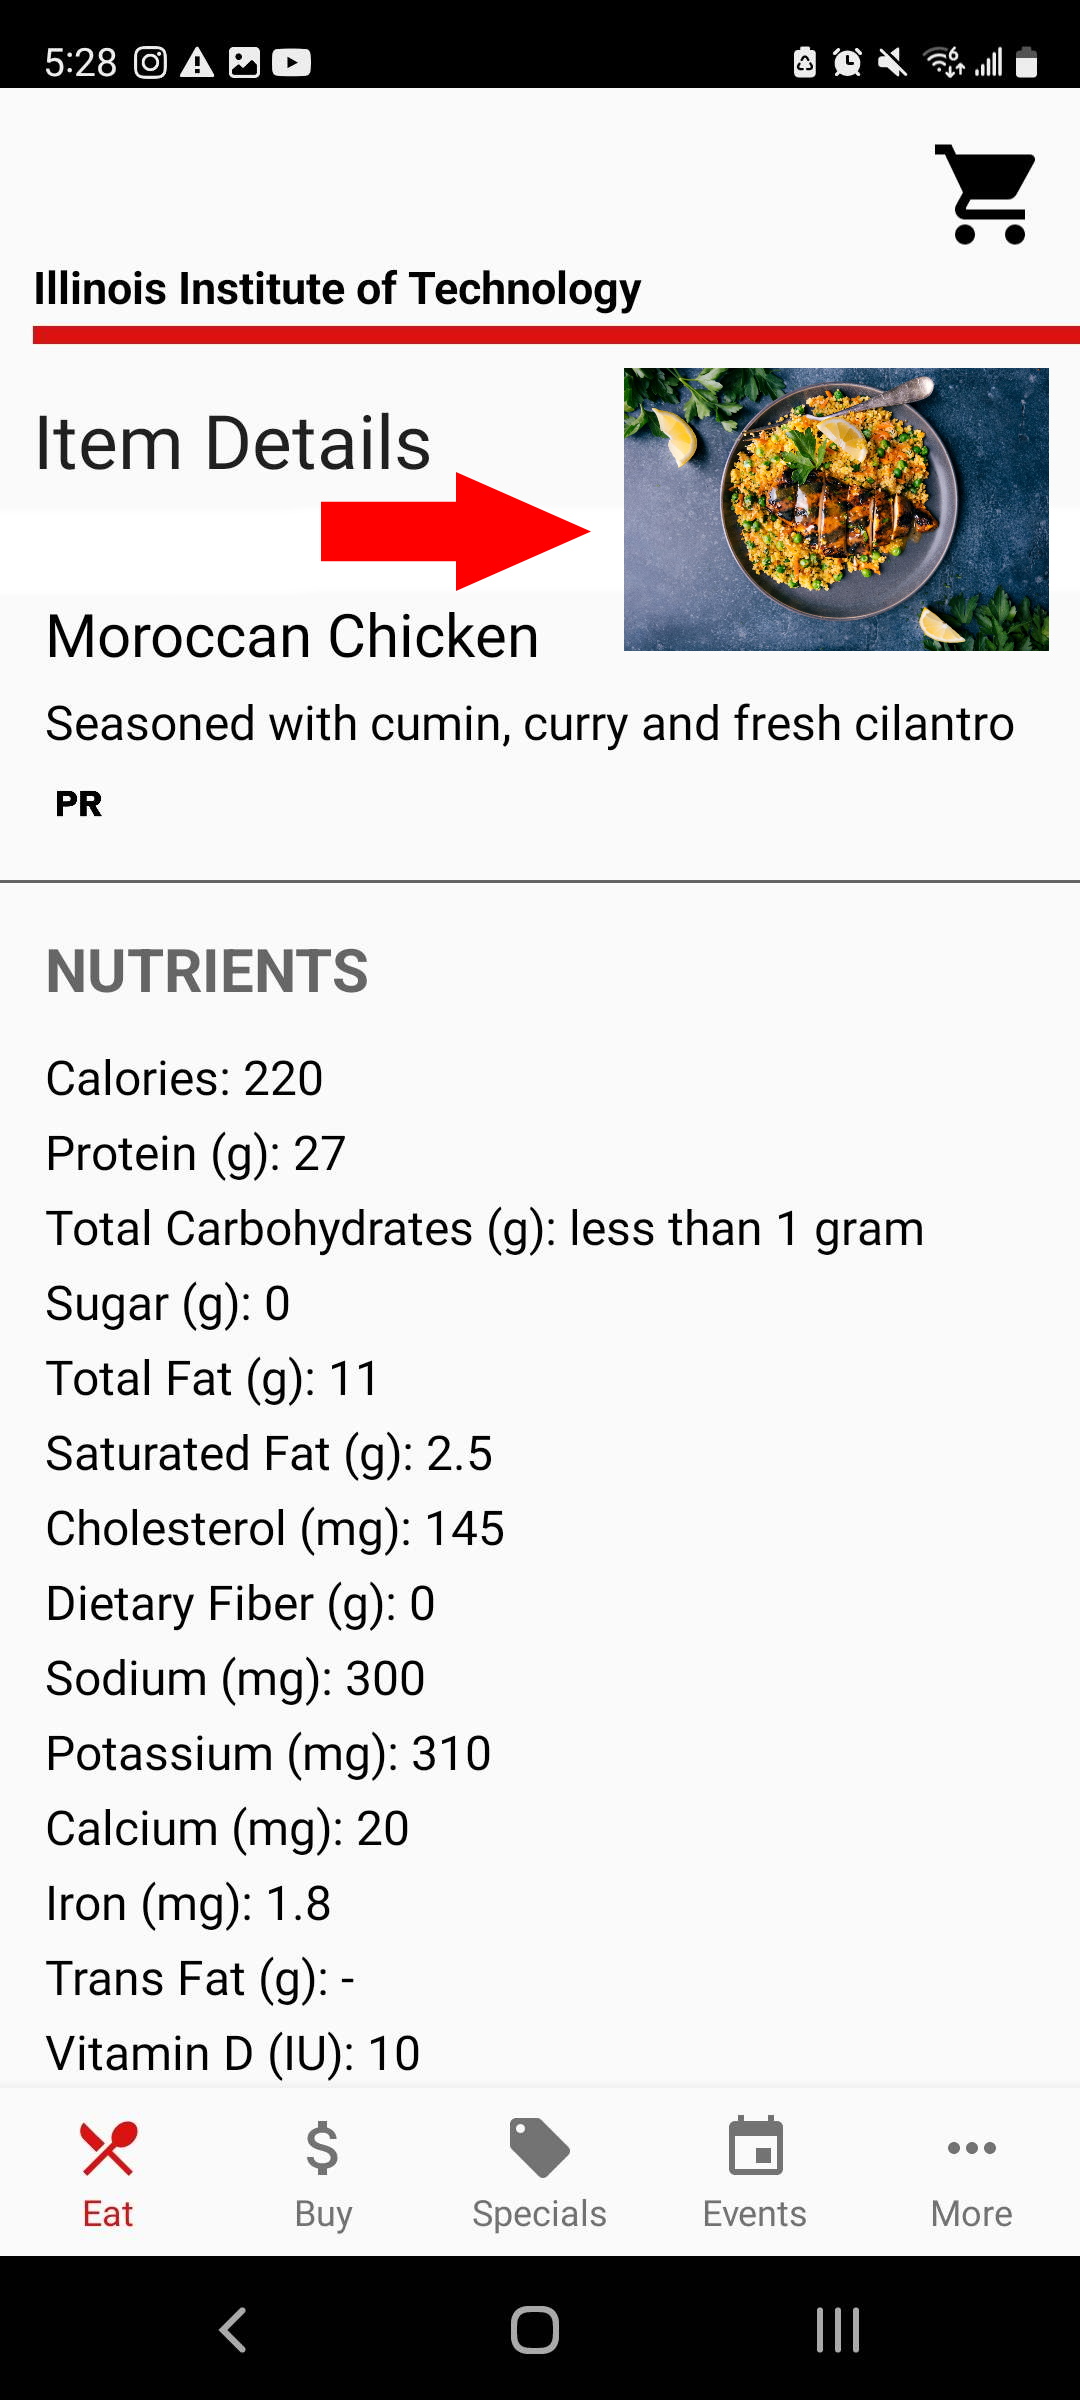 5:28
Illinois Institute of Technology
Item Details
Moroccan Chicken
Seasoned with cumin, curry and fresh cilantro
PR
NUTRIENTS
Calories: 220
Protein (g): 27
Total Carbohydrates (g): less than 1 gram
Sugar (g): 0
Total Fat (g): 11
Saturated Fat (g): 2.5
Cholesterol (mg): 145
Dietary Fiber (g): 0
Sodium (mg): 300
Potassium (mg): 310
Calcium (mg): 20
Iron (mg): 1.8
Trans Fat (g): -
Vitamin D (IU): 10
Eat Buy Specials Events More